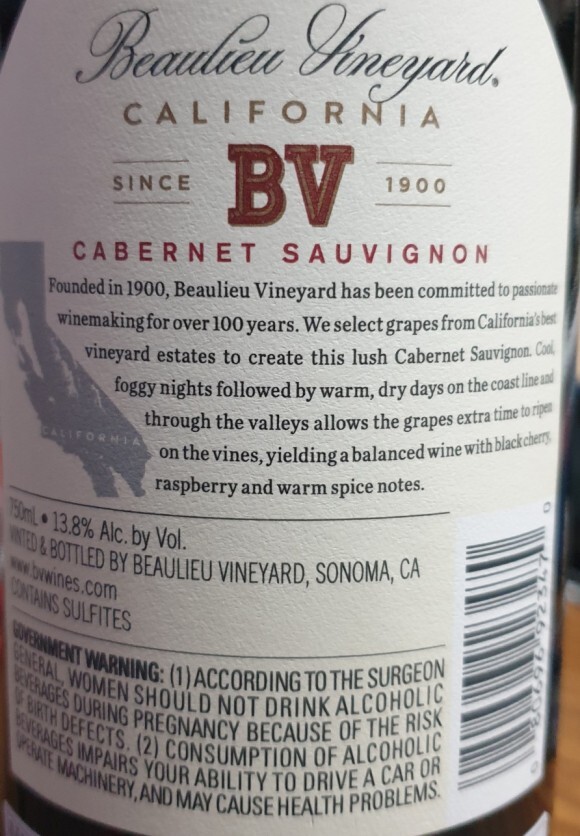 Beaulieu Vineyard.
CALIFORNIA
SINCE BV 1900
CABERNET SAUVIGNON
Founded in 1900, Beaulieu Vineyard has been committed to passionate
winemaking for over 100 years. We select grapes from California's best
vineyard estates to create this lush Cabernet Sauvignon. Cool,
foggy nights followed by warm, dry days on the coast line and
through the valleys allows the grapes extra time to ripen
on the vines, yielding a balanced wine with black cherry,
raspberry and warm spice notes.
CALIFORNIA
750mL • 13.8% Alc. by Vol.
VINTED & BOTTLED BY BEAULIEU VINEYARD, SONOMA, CA
www.bvwines.com
CONTAINS SULFITES
GOVERNMENT WARNING: (1) ACCORDING TO THE SURGEON
GENERAL, WOMEN SHOULD NOT DRINK ALCOHOLIC
BEVERAGES DURING PREGNANCY BECAUSE OF THE RISK
OF BIRTH DEFECTS. (2) CONSUMPTION OF ALCOHOLIC
BEVERAGES IMPAIRS YOUR ABILITY TO DRIVE A CAR OR
OPERATE MACHINERY, AND MAY CAUSE HEALTH PROBLEMS.